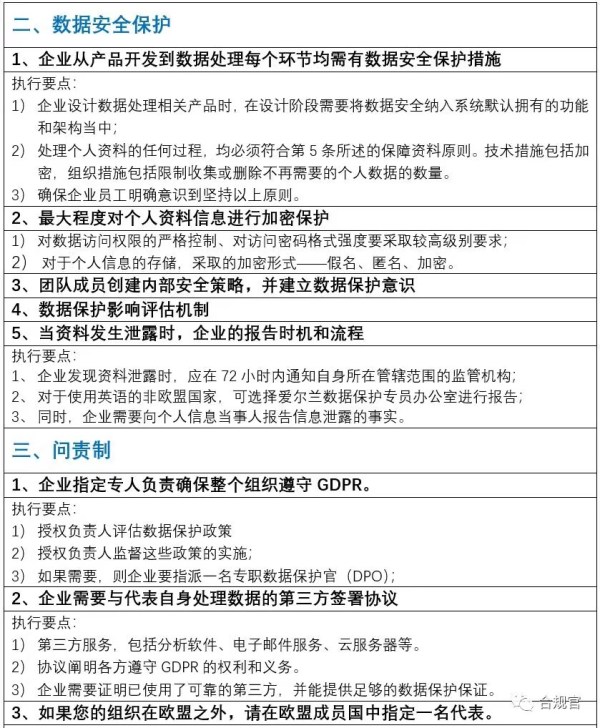 二、数据安全保护
1、企业从产品开发到数据处理每个环节均需有数据安全保护措施
执行要点：
1） 企业设计数据处理相关产品时，在设计阶段需要将数据安全纳入系统默认拥有的功能
和架构当中；
2） 处理个人资料的任何过程，均必须符合第 5 条所述的保障资料原则。技术措施包括加
密，组织措施包括限制收集或删除不再需要的个人数据的数量。
3） 确保企业员工明确意识到坚持以上原则。
2、最大程度对个人资料信息进行加密保护
1） 对数据访问权限的严格控制、对访问密码格式强度要采取较高级别要求；
2） 对于个人信息的存储，采取的加密形式——假名、匿名、加密。
3、团队成员创建内部安全策略，并建立数据保护意识
4、数据保护影响评估机制
5、当资料发生泄露时，企业的报告时机和流程
执行要点：
1、 企业发现资料泄露时，应在 72 小时内通知自身所在管辖范围的监管机构；
2、 对于使用英语的非欧盟国家，可选择爱尔兰数据保护专员办公室进行报告；
3、 同时，企业需要向个人信息当事人报告信息泄露的事实。
三、问责制
1、企业指定专人负责确保整个组织遵守 GDPR。
执行要点：
1） 授权负责人评估数据保护政策
2） 授权负责人监督这些政策的实施；
3） 如果需要，则企业要指派一名专职数据保护官（DPO）；
2、企业需要与代表自身处理数据的第三方签署协议
执行要点：
1） 第三方服务，包括分析软件、电子邮件服务、云服务器等。
2） 协议阐明各方遵守 GDPR 的权利和义务。
3） 企业需要证明已使用了可靠的第三方，并能提供足够的数据保护保证。
合规官
3、如果您的组织在欧盟之外，请在欧盟成员国中指定一名代表。